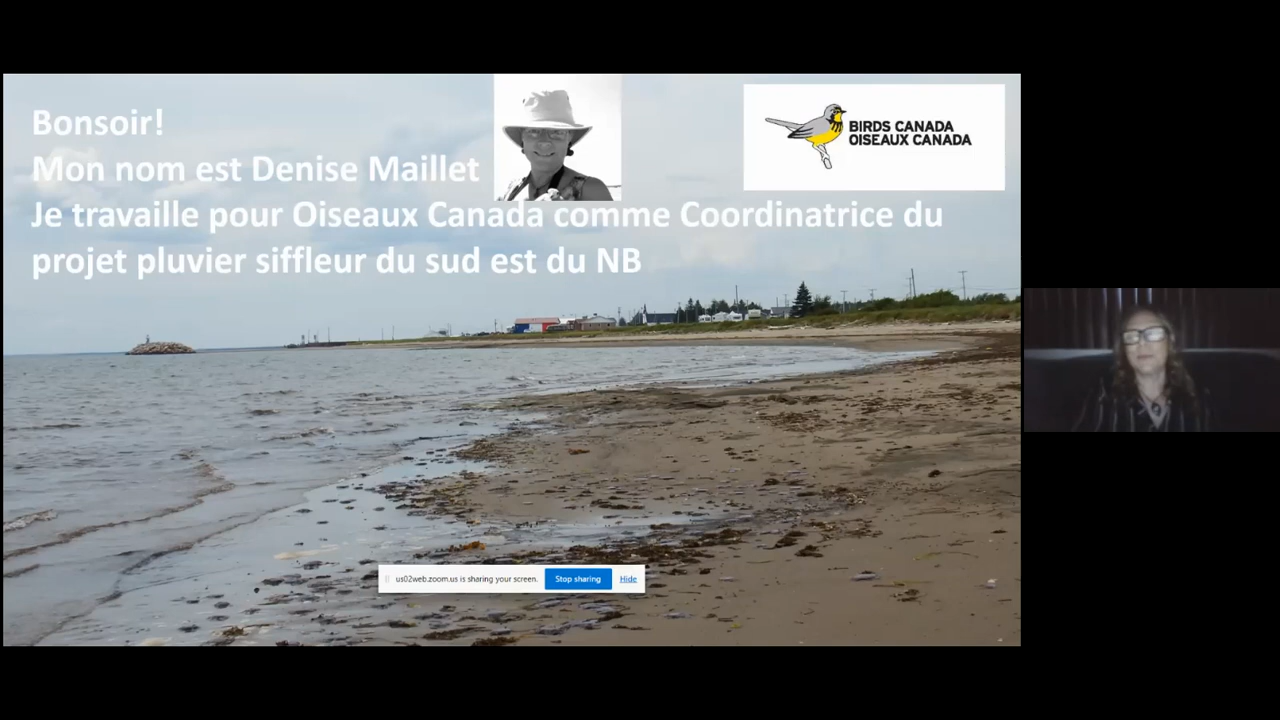 Bonsoir!
Mon nom est Denise Maillet
Je travaille pour Oiseaux Canada comme Coordinatrice du
projet pluvier siffleur du sud est du NB
BIRDS CANADA
OISEAUX CANADA
us02web.zoom.us is sharing your screen.
Stop sharing
Hide